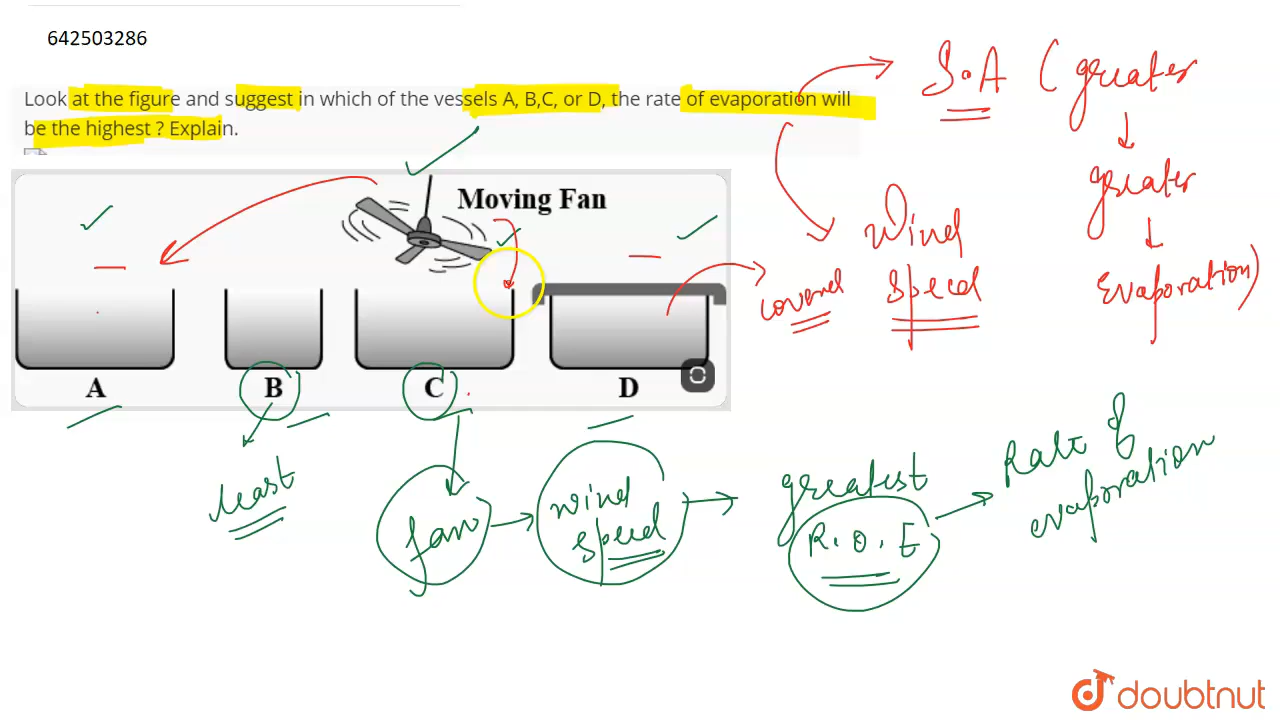 642503286
Look at the figure and suggest in which of the vessels A, B,C, or D, the rate of evaporation will
be the highest ? Explain.
Moving Fan
A
B
C
D
S.A (greater
greater
Evaporation)
Wind
Speed
covered
least
fan
wind
speed
greatest
R.O.E
Rate of
evaporation
doubtnut